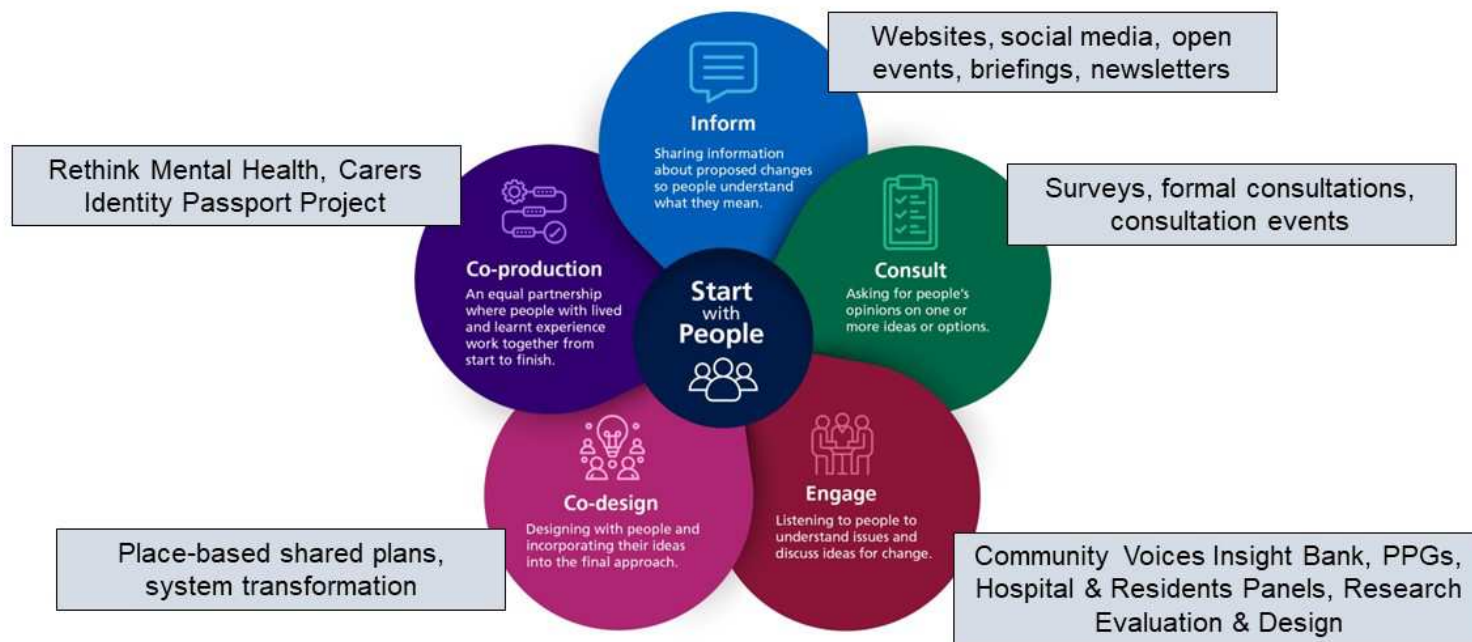 Websites, social media, open
events, briefings, newsletters
Inform
Sharing information
about proposed changes
so people understand
what they mean.
Rethink Mental Health, Carers
Identity Passport Project
Surveys, formal consultations,
consultation events
Co-production
An equal partnership
where people with lived
and learnt experience
work together from
start to finish.
Start
with
People
Consult
Asking for people's
opinions on one or
more ideas or options.
Co-design
Designing with people and
incorporating their ideas
into the final approach.
Engage
Listening to people to
understand issues and
discuss ideas for change.
Place-based shared plans,
system transformation
Community Voices Insight Bank, PPGs,
Hospital & Residents Panels, Research
Evaluation & Design